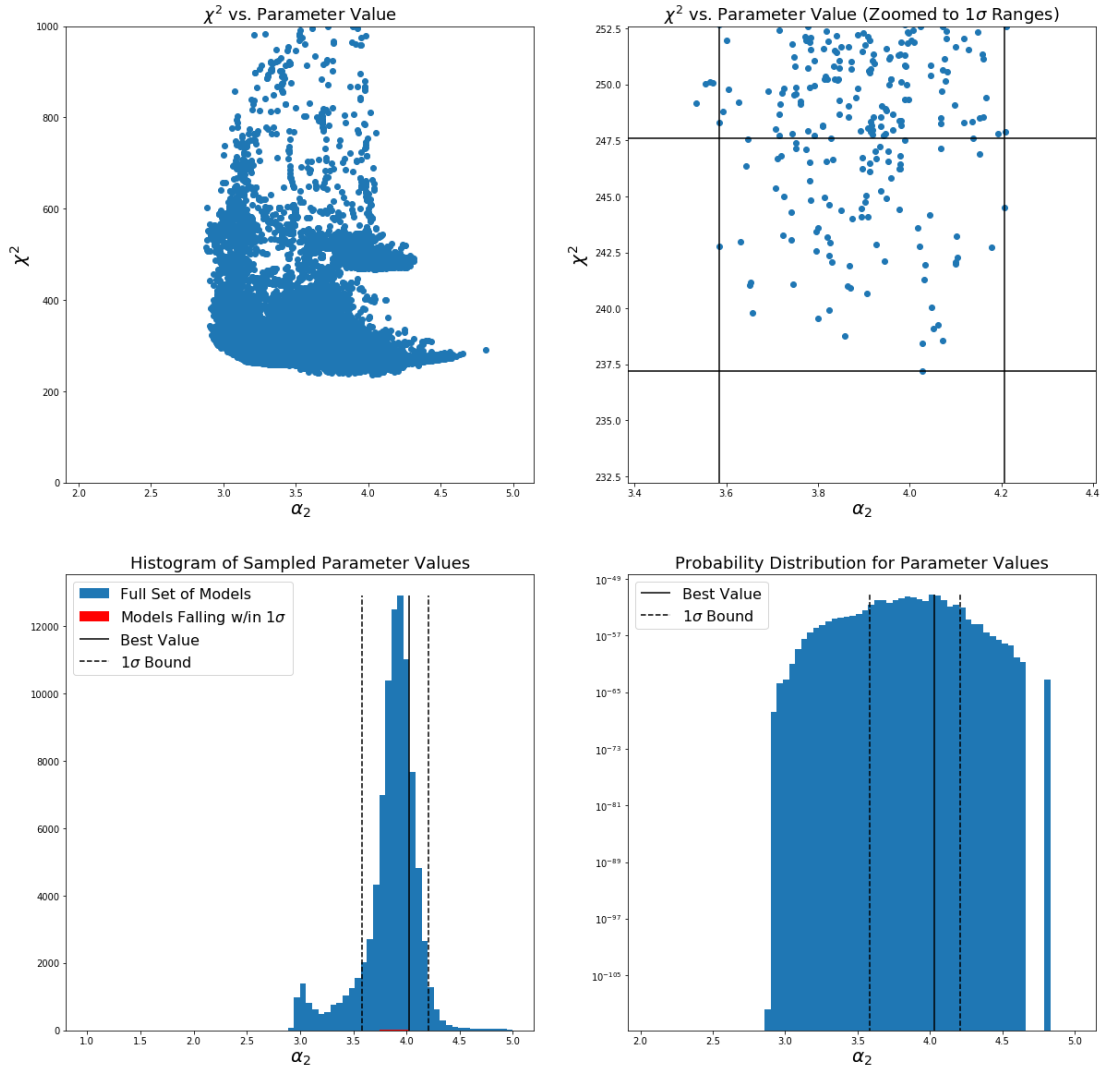 χ² vs. Parameter Value
1000
800
600
400
200
0
χ²
2.0 2.5 3.0 3.5 4.0 4.5 5.0
α₂
χ² vs. Parameter Value (Zoomed to 1σ Ranges)
252.5
250.0
247.5
245.0
242.5
240.0
237.5
235.0
232.5
χ²
3.4 3.6 3.8 4.0 4.2 4.4
α₂
Histogram of Sampled Parameter Values
Full Set of Models
Models Falling w/in 1σ
Best Value
1σ Bound
12000
10000
8000
6000
4000
2000
0
1.0 1.5 2.0 2.5 3.0 3.5 4.0 4.5 5.0
α₂
Probability Distribution for Parameter Values
Best Value
1σ Bound
10⁻⁴⁹
10⁻⁵⁷
10⁻⁶⁵
10⁻⁷³
10⁻⁸¹
10⁻⁸⁹
10⁻⁹⁷
10⁻¹⁰⁵
2.0 2.5 3.0 3.5 4.0 4.5 5.0
α₂